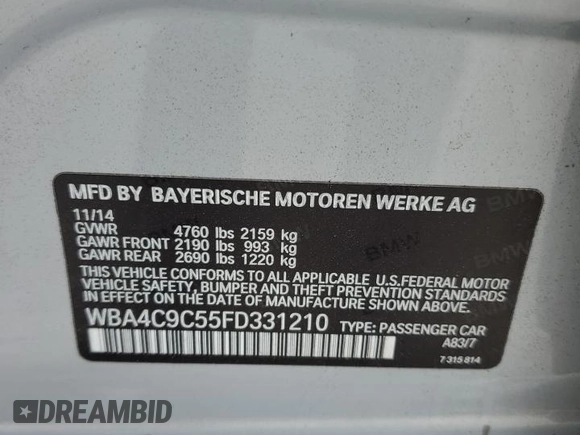 MFD BY BAYERISCHE MOTOREN WERKE AG
11/14
GVWR 4760 lbs 2159 kg
GAWR FRONT 2190 lbs 993 kg
GAWR REAR 2690 lbs 1220 kg
THIS VEHICLE CONFORMS TO ALL APPLICABLE U.S.FEDERAL MOTOR
VEHICLE SAFETY, BUMPER AND THEFT PREVENTION STANDARDS
IN EFFECT ON THE DATE OF MANUFACTURE SHOWN ABOVE.
WBA4C9C55FD331210 TYPE: PASSENGER CAR
A83/7
7 315 814
BMW
BMW
DREAMBID